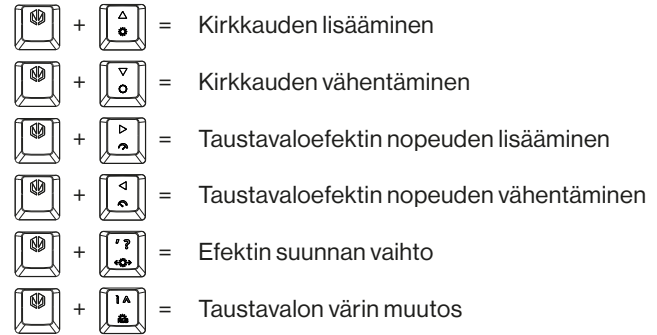 + = Kirkkauden lisääminen
+ = Kirkkauden vähentäminen
+ = Taustavaloefektin nopeuden lisääminen
+ = Taustavaloefektin nopeuden vähentäminen
+ ' ? = Efektin suunnan vaihto
+ = Taustavalon värin muutos